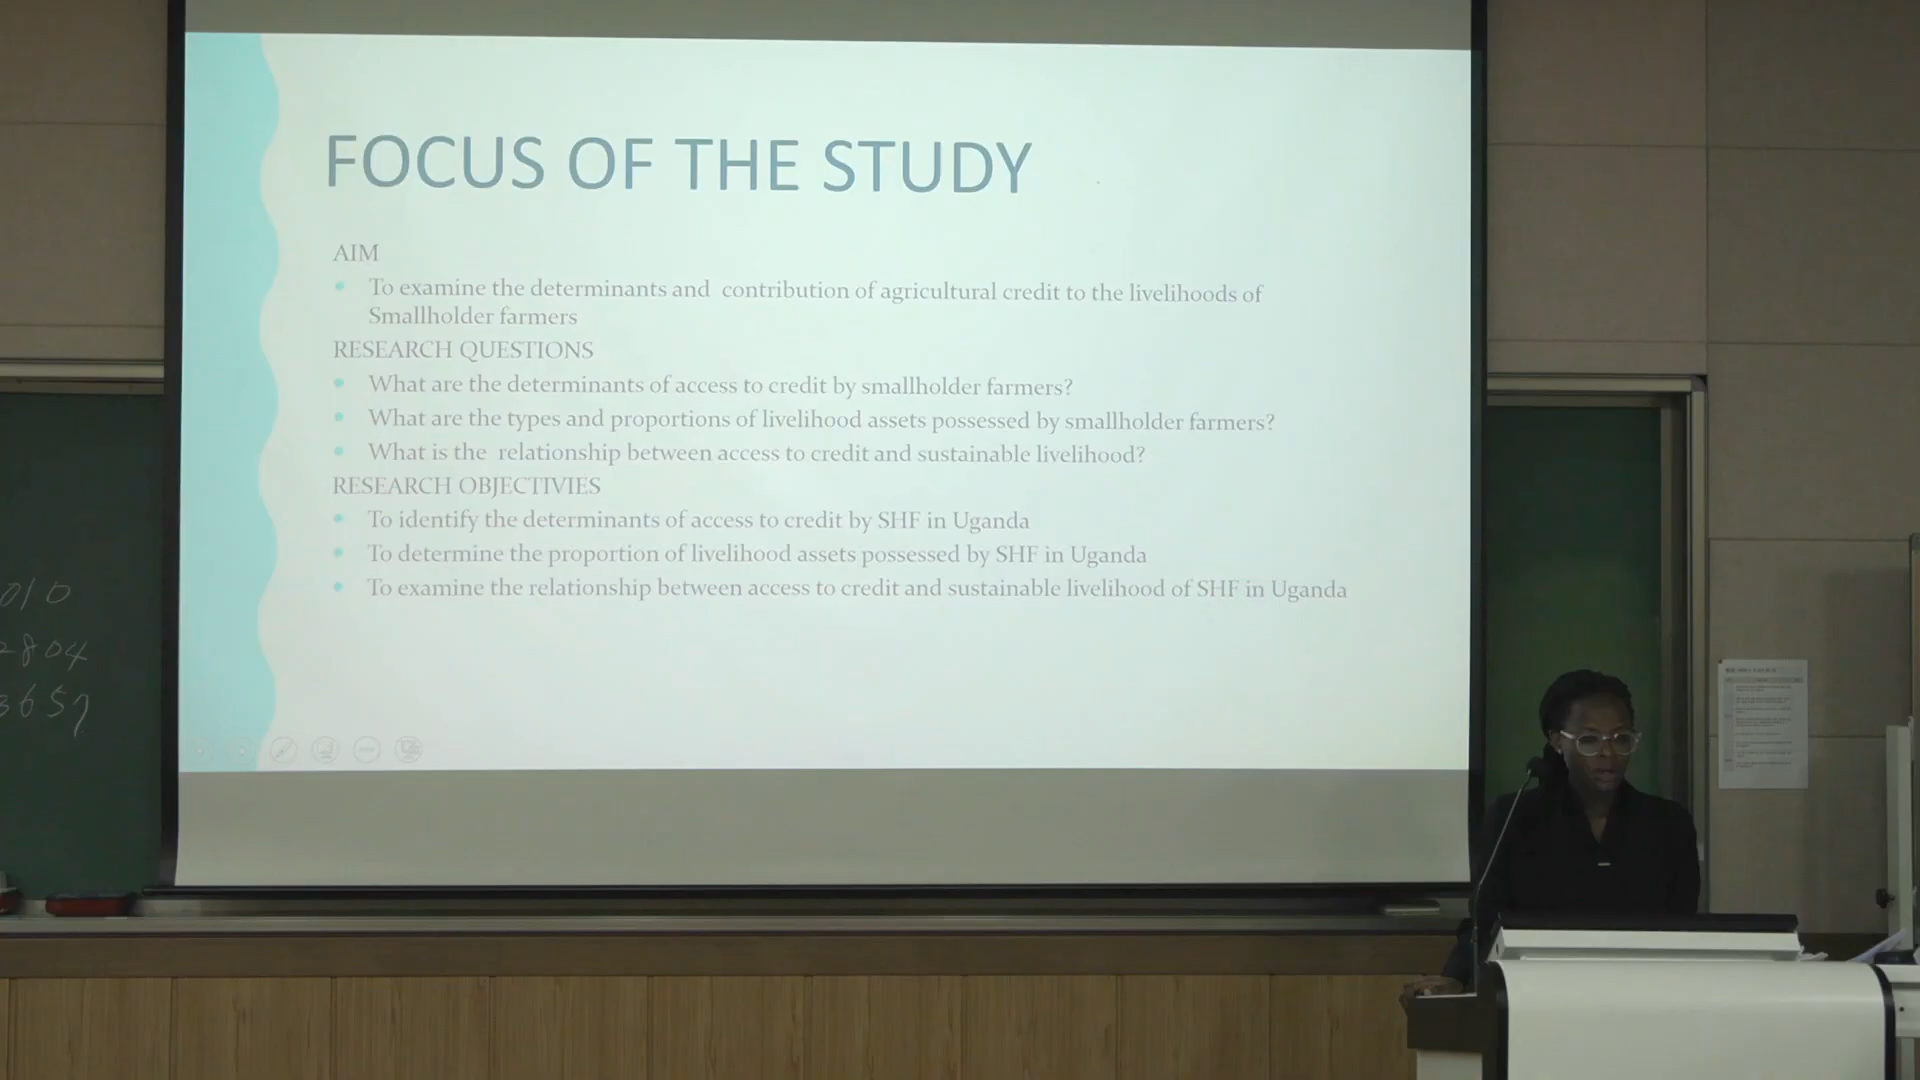 FOCUS OF THE STUDY
AIM
To examine the determinants and contribution of agricultural credit to the livelihoods of
Smallholder farmers
RESEARCH QUESTIONS
What are the determinants of access to credit by smallholder farmers?
What are the types and proportions of livelihood assets possessed by smallholder farmers?
What is the relationship between access to credit and sustainable livelihood?
RESEARCH OBJECTIVIES
To identify the determinants of access to credit by SHF in Uganda
To determine the proportion of livelihood assets possessed by SHF in Uganda
To examine the relationship between access to credit and sustainable livelihood of SHF in Uganda
010
2804
3657